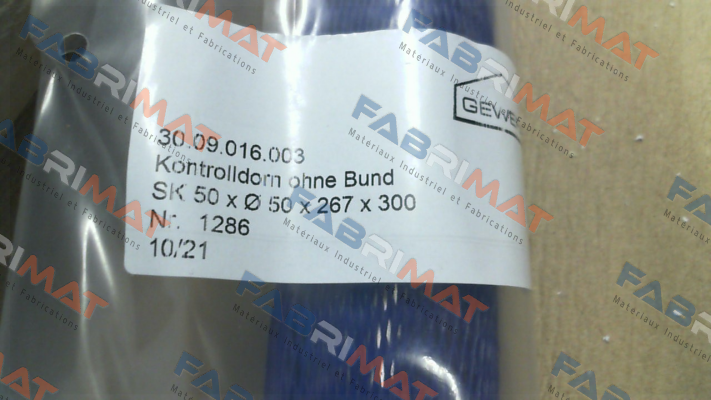 30.09.016.003
Kontrolldorn ohne Bund
SK 50 x Ø 50 x 267 x 300
Nr. 1286
10/21
FABRIMAT
Matériaux Industriel et Fabrications